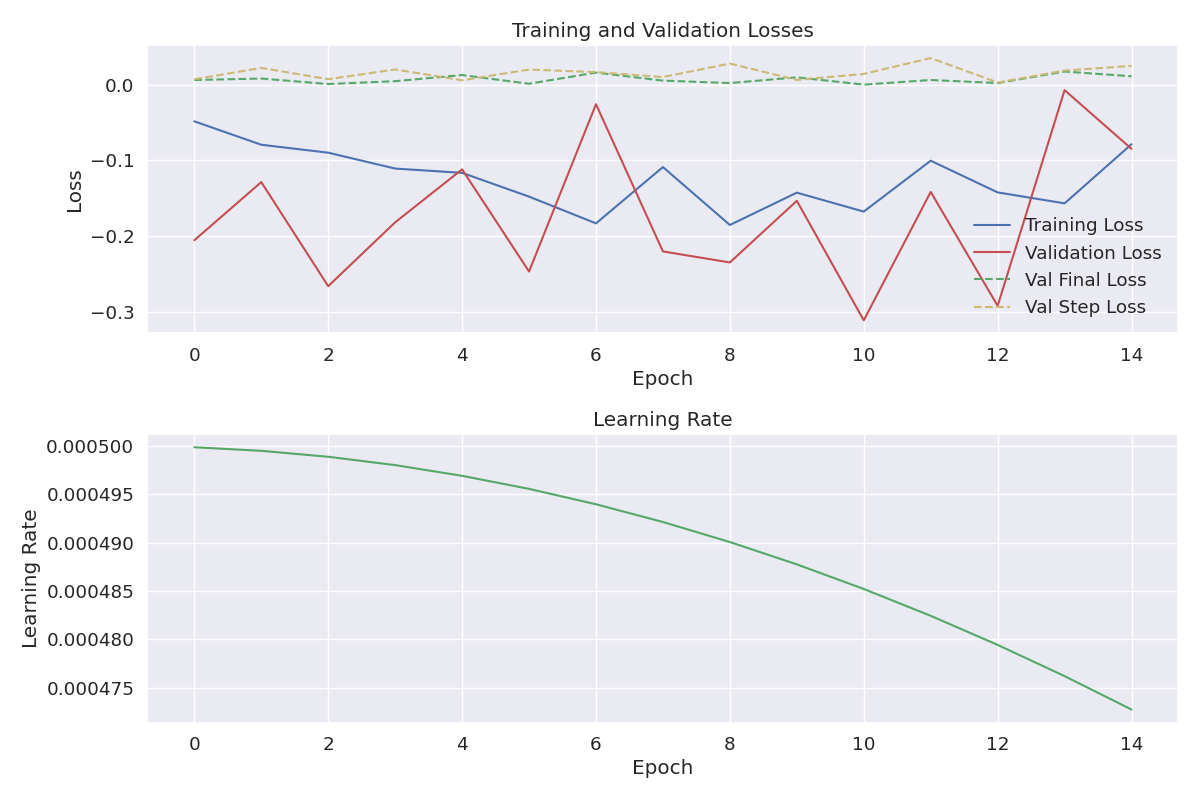 Training and Validation Losses
0.0
−0.1
−0.2
−0.3
Loss
Training Loss
Validation Loss
Val Final Loss
Val Step Loss
0 2 4 6 8 10 12 14
Epoch
Learning Rate
0.000500
0.000495
0.000490
0.000485
0.000480
0.000475
Learning Rate
0 2 4 6 8 10 12 14
Epoch